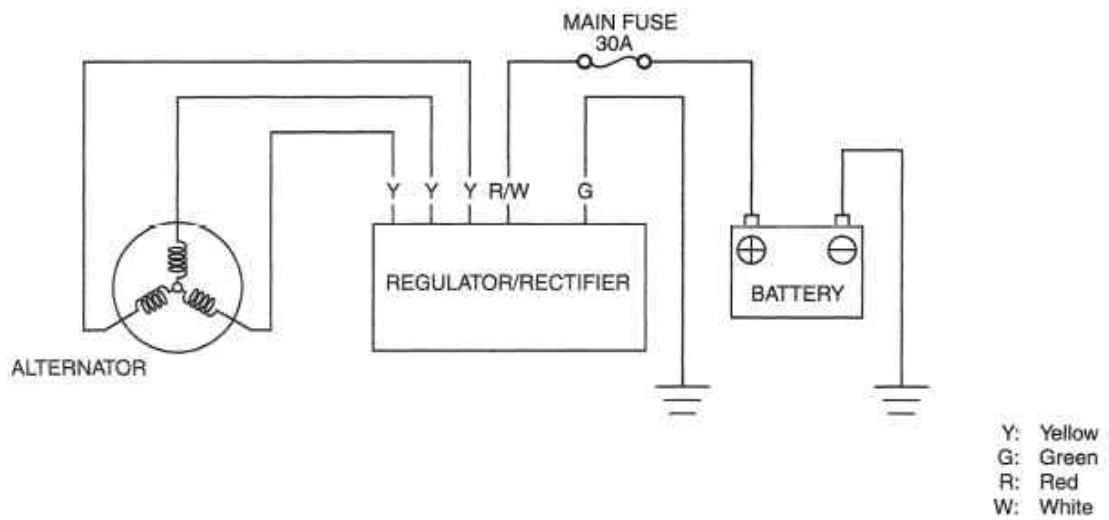 MAIN FUSE
30A
Y Y Y R/W G
REGULATOR/RECTIFIER
BATTERY
ALTERNATOR
Y: Yellow
G: Green
R: Red
W: White